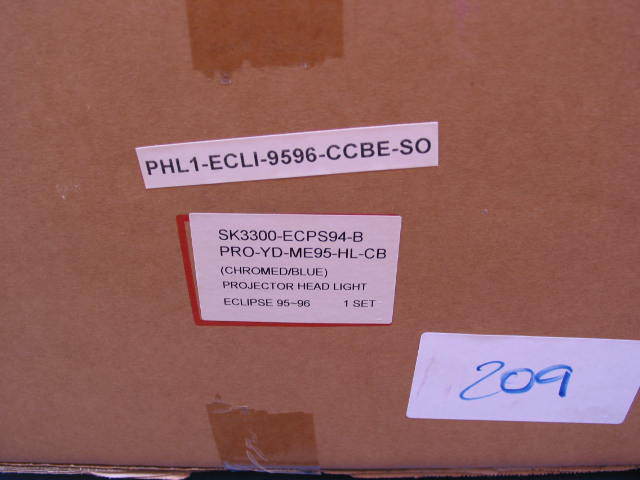 PHL1-ECLI-9596-CCBE-SO
SK3300-ECPS94-B
PRO-YD-ME95-HL-CB
(CHROMED/BLUE)
PROJECTOR HEAD LIGHT
ECLIPSE 95~96 1 SET
209